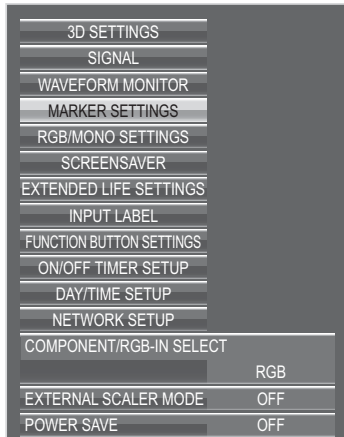 3D SETTINGS
SIGNAL
WAVEFORM MONITOR
MARKER SETTINGS
RGB/MONO SETTINGS
SCREENSAVER
EXTENDED LIFE SETTINGS
INPUT LABEL
FUNCTION BUTTON SETTINGS
ON/OFF TIMER SETUP
DAY/TIME SETUP
NETWORK SETUP
COMPONENT/RGB-IN SELECT
RGB
EXTERNAL SCALER MODE OFF
POWER SAVE OFF